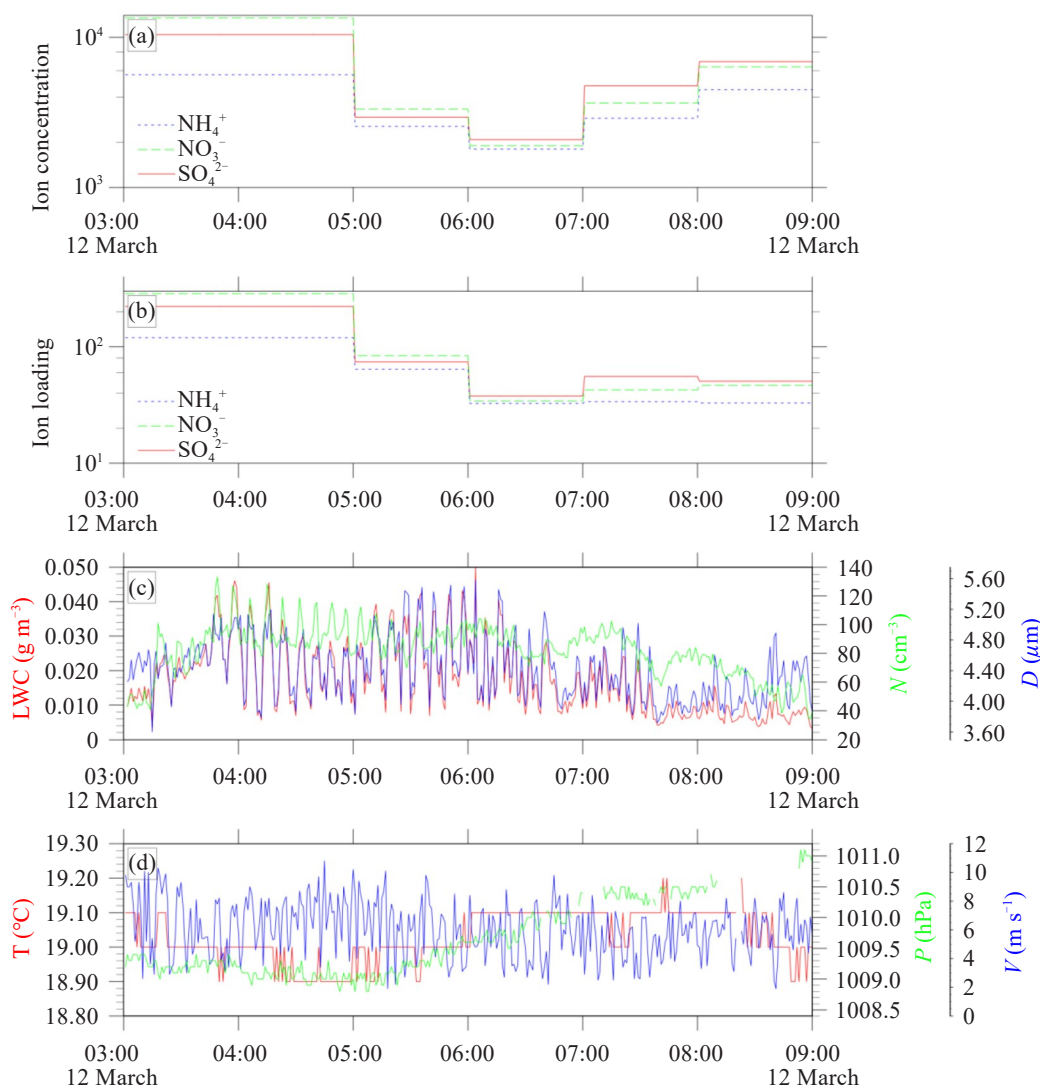 (a)
10⁴
10³
Ion concentration
NH₄⁺
NO₃⁻
SO₄²⁻
03:00 04:00 05:00 06:00 07:00 08:00 09:00
12 March 12 March
(b)
10²
10¹
Ion loading
NH₄⁺
NO₃⁻
SO₄²⁻
03:00 04:00 05:00 06:00 07:00 08:00 09:00
12 March 12 March
(c)
0.050
0.040
0.030
0.020
0.010
0
LWC (g m⁻³)
140
120
100
80
60
40
20
N (cm⁻³)
5.60
5.20
4.80
4.40
4.00
3.60
D (μm)
03:00 04:00 05:00 06:00 07:00 08:00 09:00
12 March 12 March
(d)
19.30
19.20
19.10
19.00
18.90
18.80
T (°C)
1011.0
1010.5
1010.0
1009.5
1009.0
1008.5
P (hPa)
12
10
8
6
4
2
0
V (m s⁻¹)
03:00 04:00 05:00 06:00 07:00 08:00 09:00
12 March 12 March